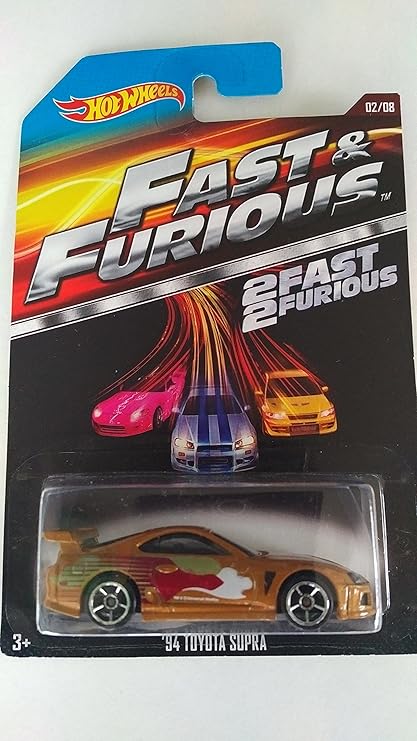 Hot Wheels
02/08
FAST &
FURIOUS
TM
2 FAST
2 FURIOUS
3+
'94 TOYOTA SUPRA